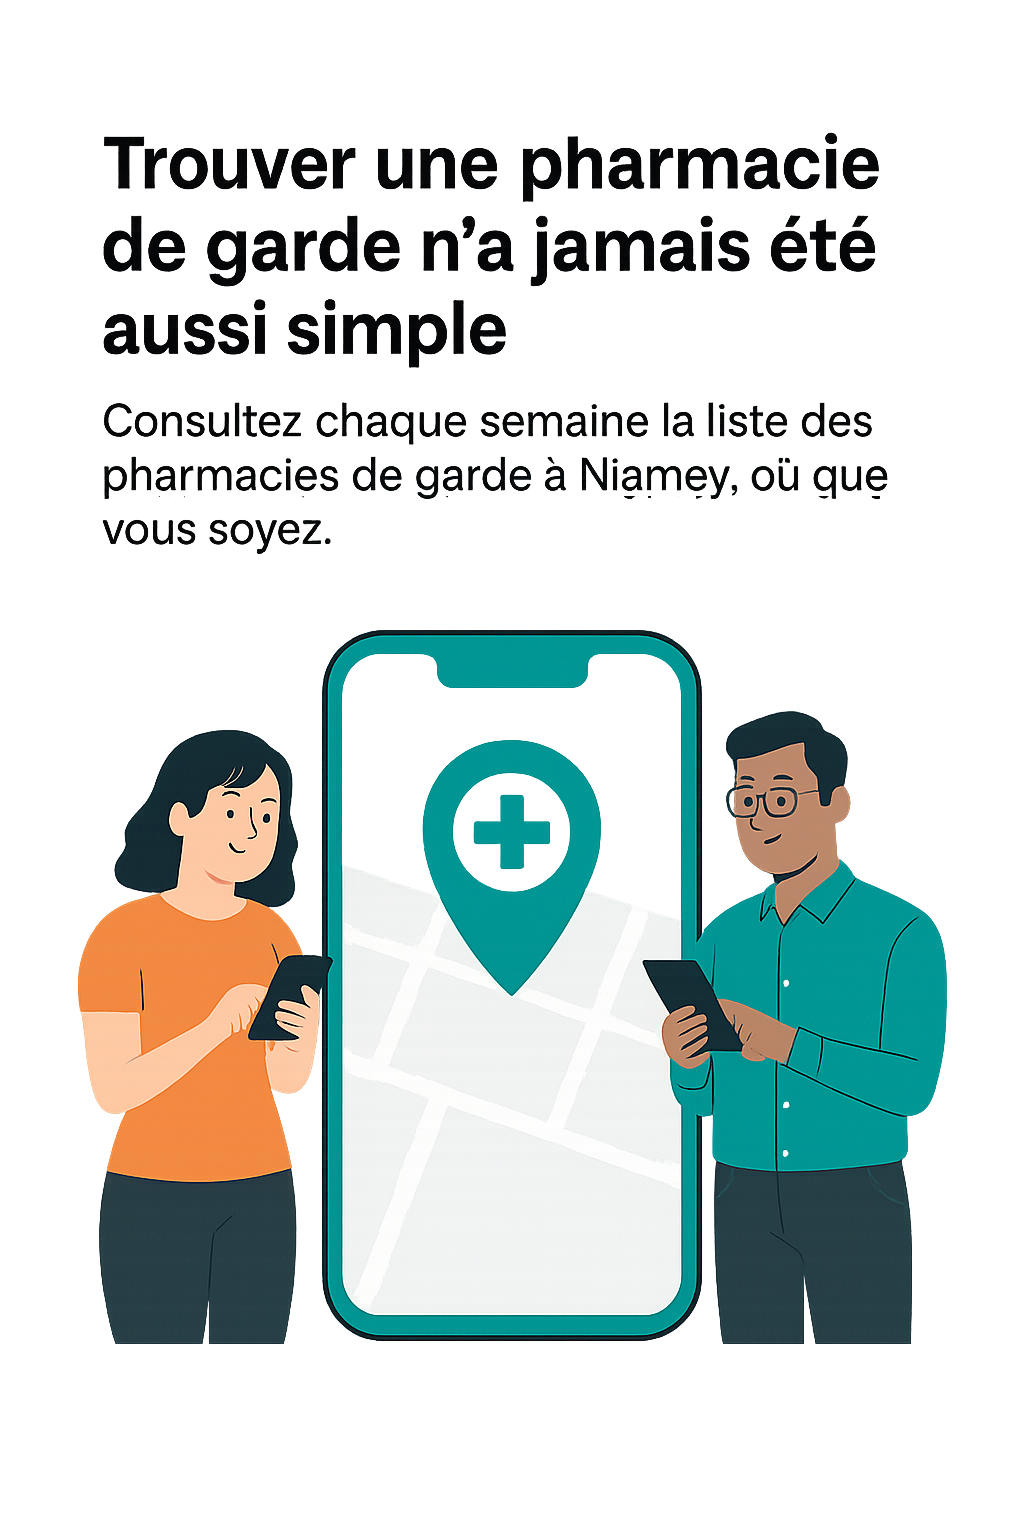 Trouver une pharmacie
de garde n’a jamais été
aussi simple
Consultez chaque semaine la liste des
pharmacies de garde à Niamey, où que
vous soyez.